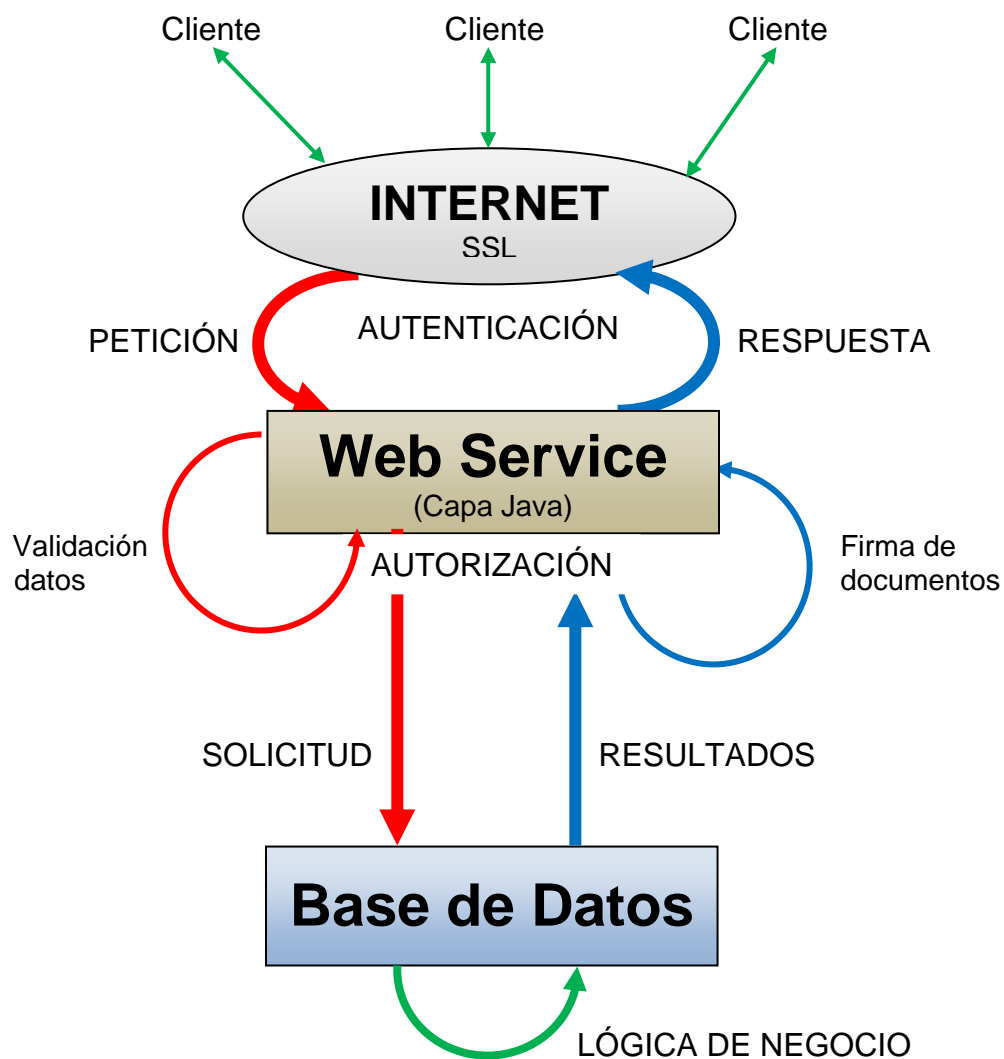 Cliente
Cliente
Cliente
INTERNET
SSL
PETICIÓN
AUTENTICACIÓN
RESPUESTA
Web Service
(Capa Java)
Validación
datos
AUTORIZACIÓN
Firma de
documentos
SOLICITUD
RESULTADOS
Base de Datos
LÓGICA DE NEGOCIO